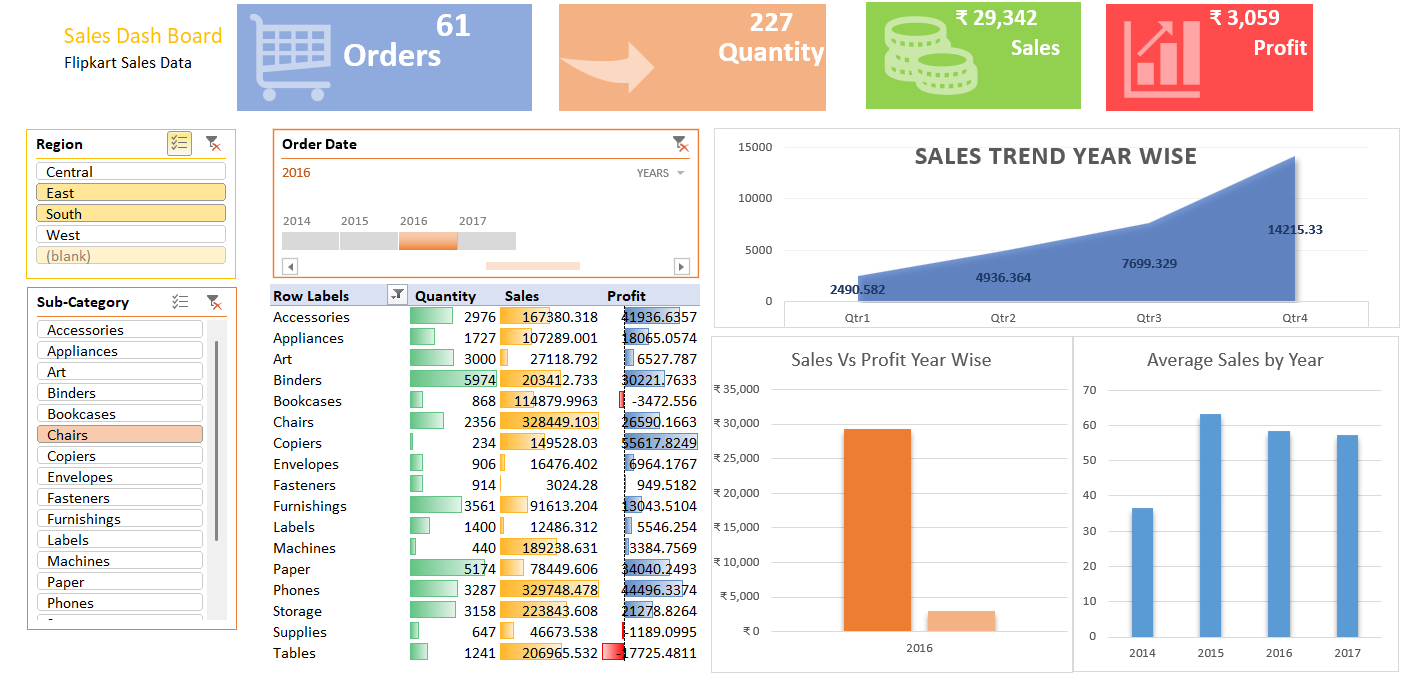 Sales Dash Board
Flipkart Sales Data
61
Orders
227
Quantity
₹ 29,342
Sales
₹ 3,059
Profit
Region
Central
East
South
West
(blank)
Sub-Category
Accessories
Appliances
Art
Binders
Bookcases
Chairs
Copiers
Envelopes
Fasteners
Furnishings
Labels
Machines
Paper
Phones
Order Date
2016
YEARS
2014 2015 2016 2017
Row Labels Quantity Sales Profit
Accessories 2976 167380.318 41936.6357
Appliances 1727 107289.001 18065.0574
Art 3000 27118.792 6527.787
Binders 5974 203412.733 30221.7633
Bookcases 868 114879.9963 -3472.556
Chairs 2356 328449.103 26590.1663
Copiers 234 149528.03 55617.8249
Envelopes 906 16476.402 6964.1767
Fasteners 914 3024.28 949.5182
Furnishings 3561 91613.204 13043.5104
Labels 1400 12486.312 5546.254
Machines 440 189238.631 3384.7569
Paper 5174 78449.606 34040.2493
Phones 3287 329748.478 44496.3374
Storage 3158 223843.608 21278.8264
Supplies 647 46673.538 -1189.0995
Tables 1241 206965.532 -17725.4811
SALES TREND YEAR WISE
15000
10000
5000
0
2490.582
4936.364
7699.329
14215.33
Qtr1 Qtr2 Qtr3 Qtr4
Sales Vs Profit Year Wise
₹ 35,000
₹ 30,000
₹ 25,000
₹ 20,000
₹ 15,000
₹ 10,000
₹ 5,000
₹ 0
2016
Average Sales by Year
70
60
50
40
30
20
10
0
2014 2015 2016 2017